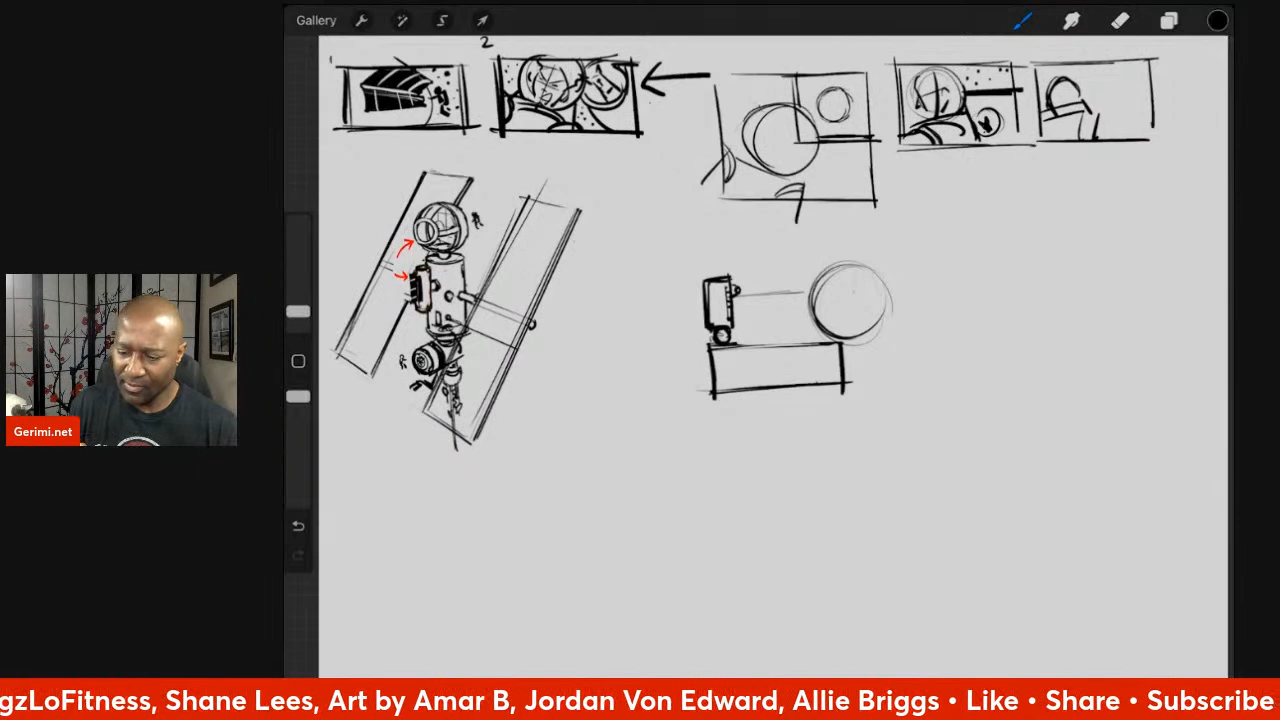 Gallery
2
Gerimi.net
gzLoFitness, Shane Lees, Art by Amar B, Jordan Von Edward, Allie Briggs • Like • Share • Subscribe